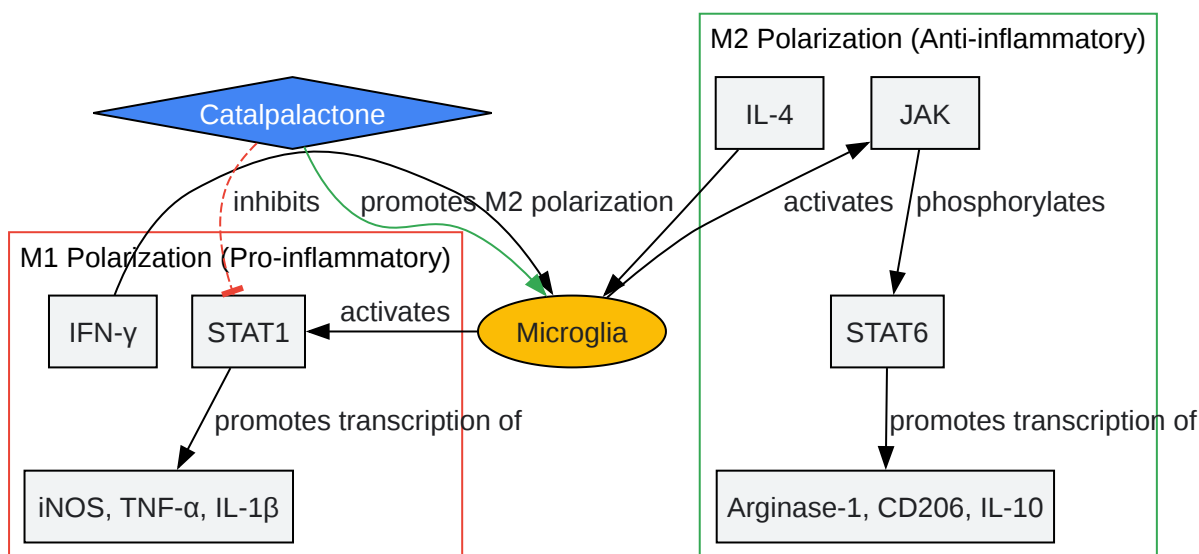 M2 Polarization (Anti-inflammatory)
Catalpalactone
IL-4
JAK
inhibits
promotes M2 polarization
activates
phosphorylates
M1 Polarization (Pro-inflammatory)
IFN-γ
STAT1
activates
Microglia
STAT6
promotes transcription of
promotes transcription of
iNOS, TNF-α, IL-1β
Arginase-1, CD206, IL-10